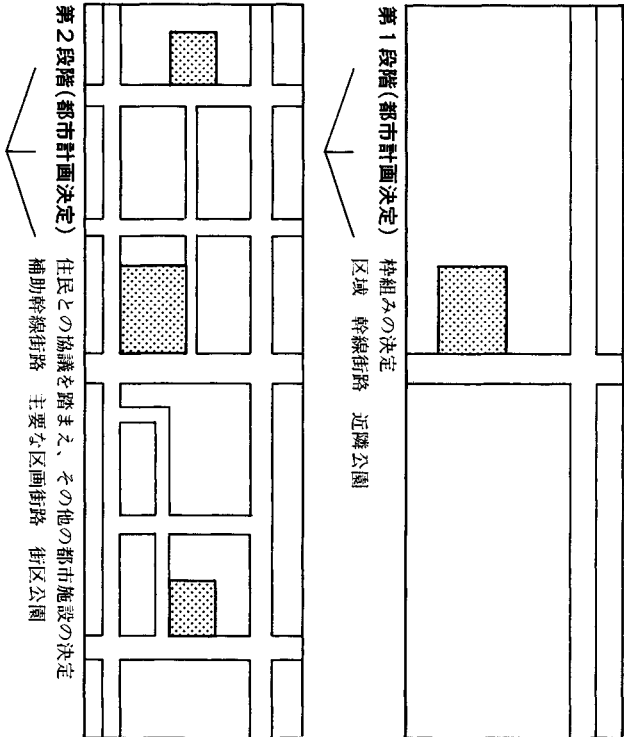 第1段階(都市計画決定)
枠組みの決定
区域　幹線街路　近隣公園
第2段階(都市計画決定)
住民との協議を踏まえ、その他の都市施設の決定
補助幹線街路　主要な区画街路　街区公園